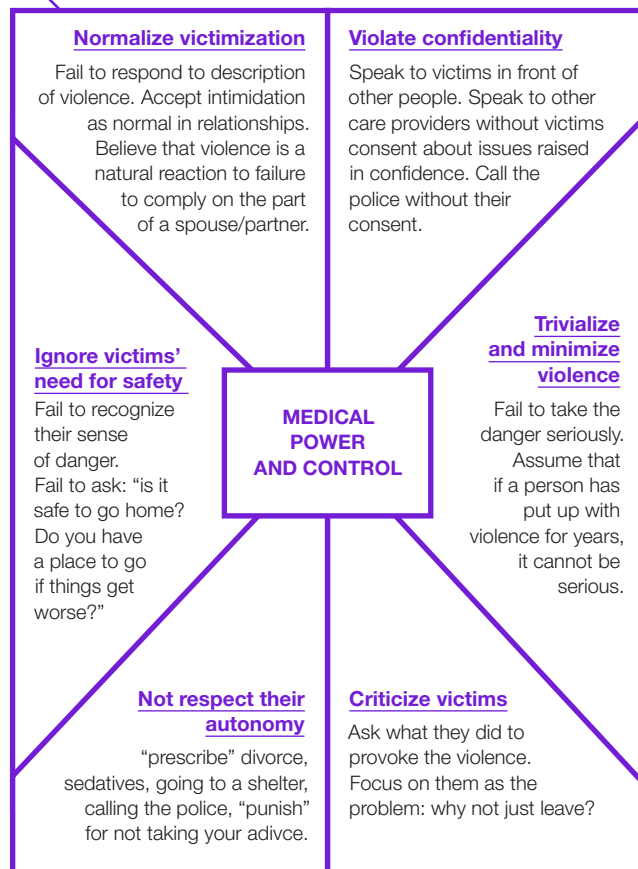 Normalize victimization
Fail to respond to description
of violence. Accept intimidation
as normal in relationships.
Believe that violence is a
natural reaction to failure
to comply on the part
of a spouse/partner.
Violate confidentiality
Speak to victims in front of
other people. Speak to other
care providers without victims
consent about issues raised
in confidence. Call the
police without their
consent.
Ignore victims’
need for safety
Fail to recognize
their sense
of danger.
Fail to ask: “is it
safe to go home?
Do you have
a place to go
if things get
worse?”
MEDICAL
POWER
AND CONTROL
Trivialize
and minimize
violence
Fail to take the
danger seriously.
Assume that
if a person has
put up with
violence for years,
it cannot be
serious.
Not respect their
autonomy
“prescribe” divorce,
sedatives, going to a shelter,
calling the police, “punish”
for not taking your adivce.
Criticize victims
Ask what they did to
provoke the violence.
Focus on them as the
problem: why not just leave?